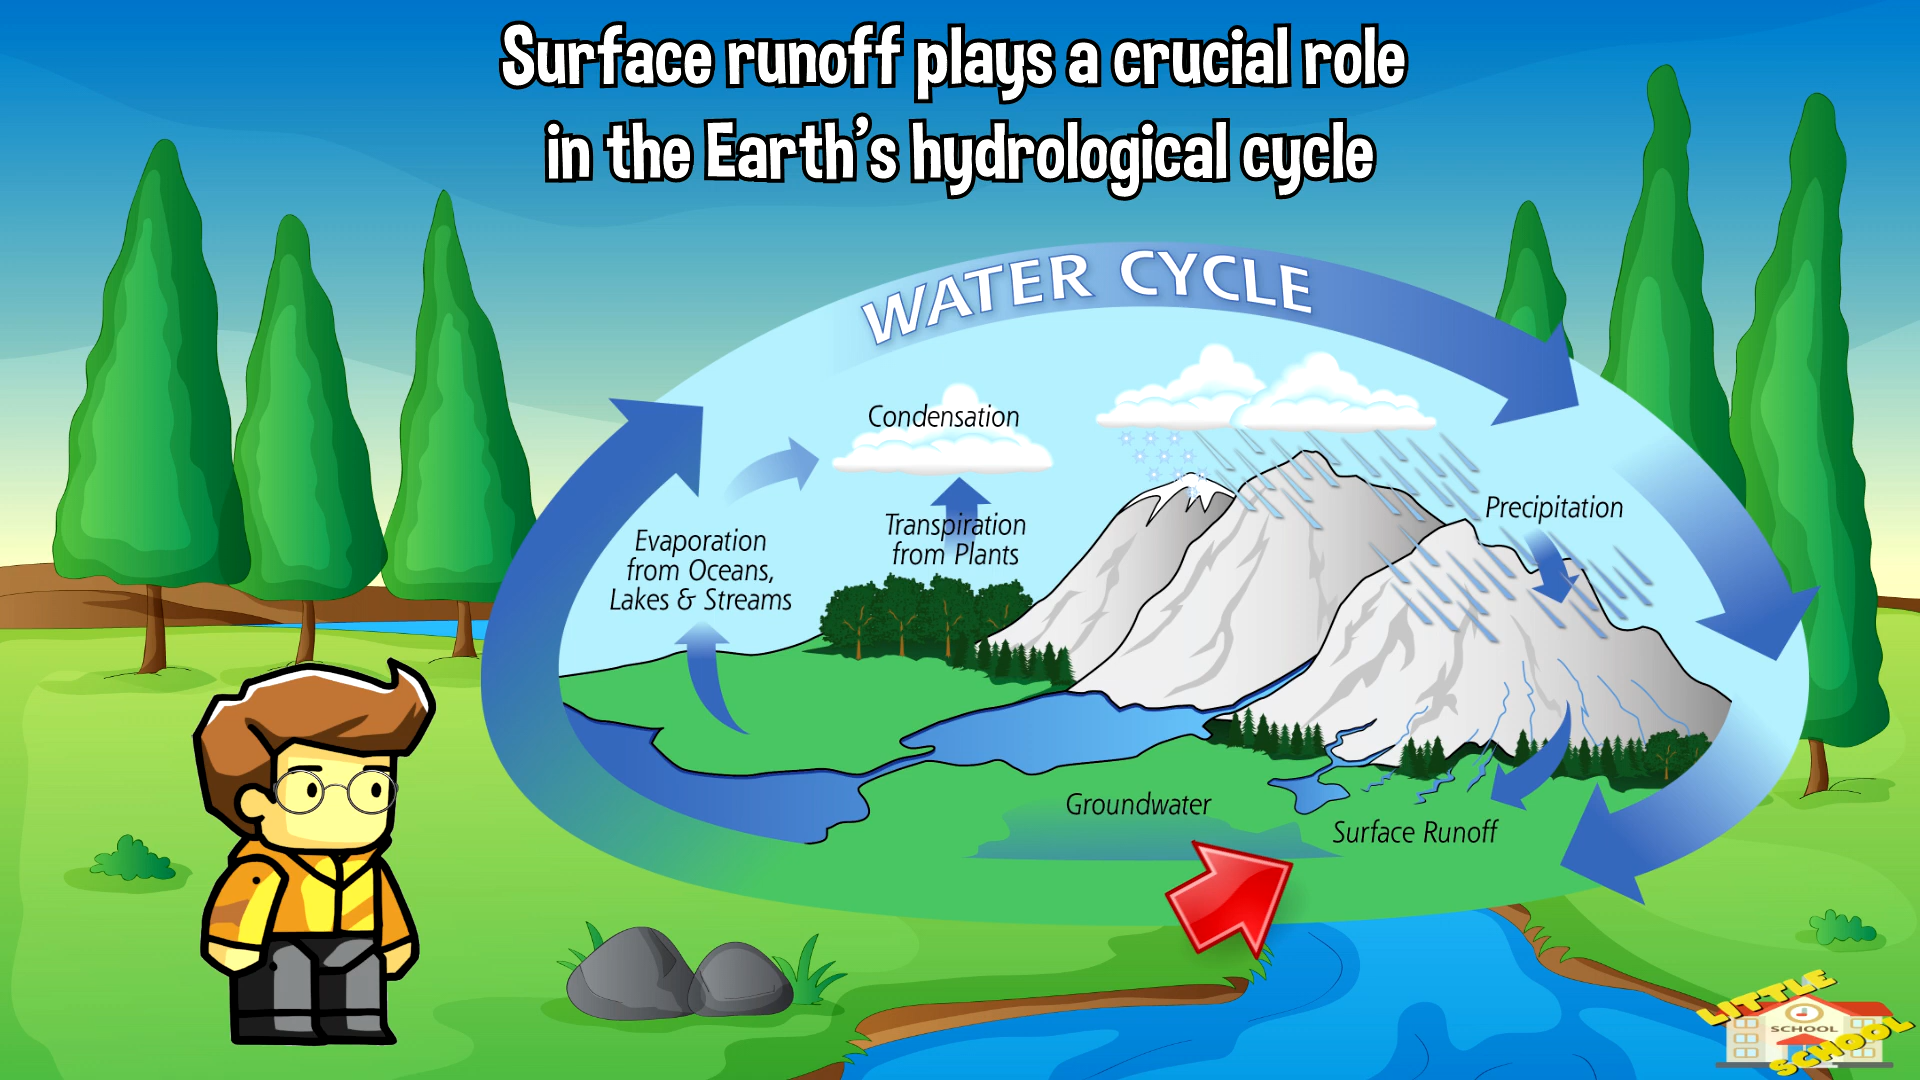 Surface runoff plays a crucial role
in the Earth's hydrological cycle
WATER CYCLE
Condensation
Precipitation
Transpiration
from Plants
Evaporation
from Oceans,
Lakes & Streams
Groundwater
Surface Runoff
LITTLE
SCHOOL
SCHOOL